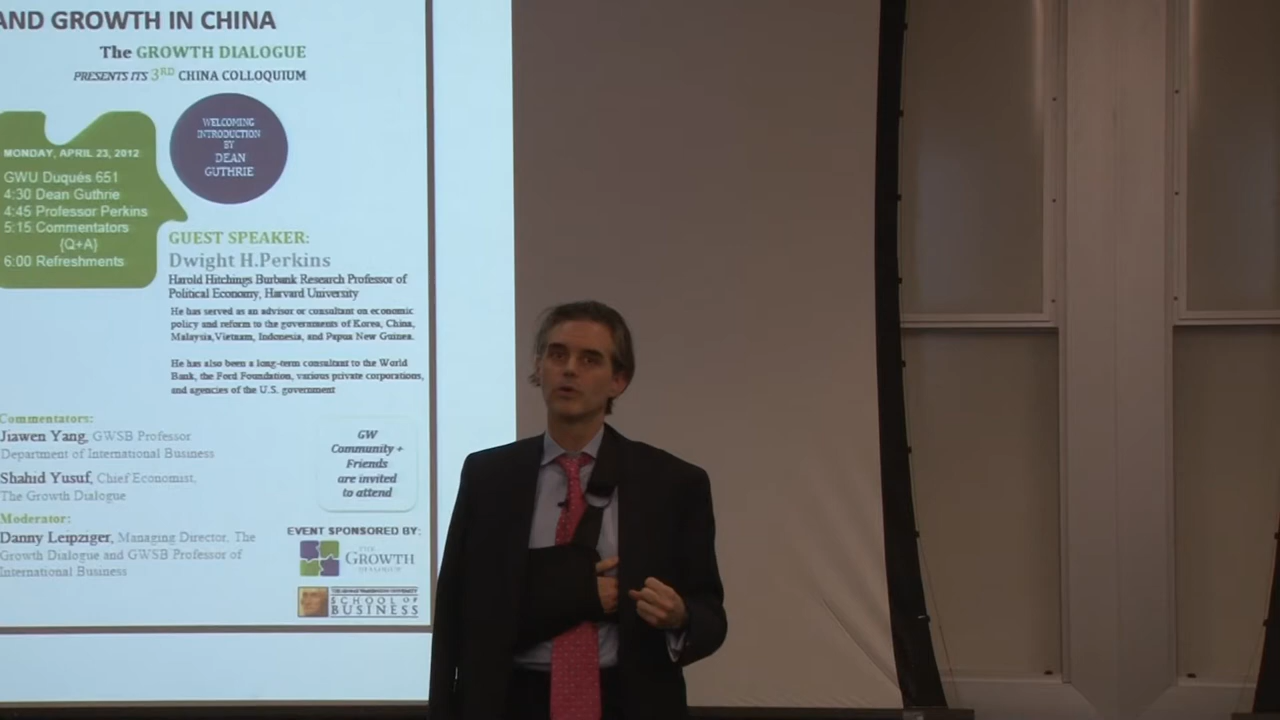 AND GROWTH IN CHINA
The GROWTH DIALOGUE
PRESENTS ITS 3RD CHINA COLLOQUIUM
WELCOMING
INTRODUCTION
BY
DEAN
GUTHRIE
MONDAY, APRIL 23, 2012
GWU Duqués 651
4:30 Dean Guthrie
4:45 Professor Perkins
5:15 Commentators
{Q+A}
6:00 Refreshments
GUEST SPEAKER:
Dwight H.Perkins
Harold Hitchings Burbank Research Professor of
Political Economy, Harvard University
He has served as an advisor or consultant on economic
policy and reform to the governments of Korea, China,
Malaysia, Vietnam, Indonesia, and Papua New Guinea.
He has also been a long-term consultant to the World
Bank, the Ford Foundation, various private corporations,
and agencies of the U.S. government
Commentators:
Jiawen Yang, GWSB Professor
Department of International Business
Shahid Yusuf, Chief Economist,
The Growth Dialogue
Moderator:
Danny Leipziger, Managing Director, The
Growth Dialogue and GWSB Professor of
International Business
GW
Community +
Friends
are invited
to attend
EVENT SPONSORED BY:
THE
GROWTH
DIALOGUE
THE GEORGE WASHINGTON UNIVERSITY
SCHOOL OF
BUSINESS